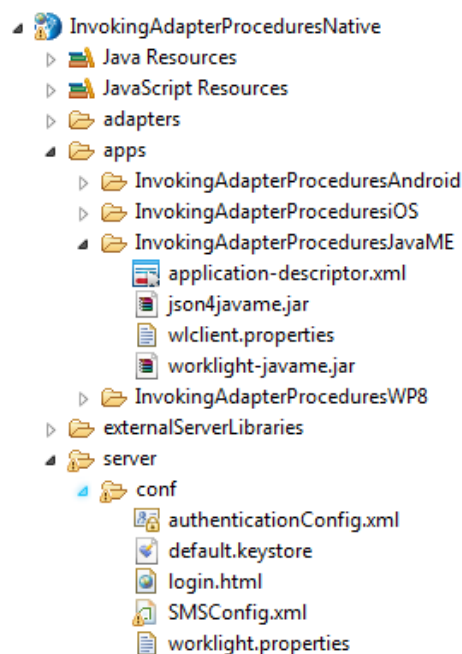 InvokingAdapterProceduresNative
Java Resources
JavaScript Resources
adapters
apps
InvokingAdapterProceduresAndroid
InvokingAdapterProceduresiOS
InvokingAdapterProceduresJavaME
application-descriptor.xml
json4javame.jar
wlclient.properties
worklight-javame.jar
InvokingAdapterProceduresWP8
externalServerLibraries
server
conf
authenticationConfig.xml
default.keystore
login.html
SMSConfig.xml
worklight.properties